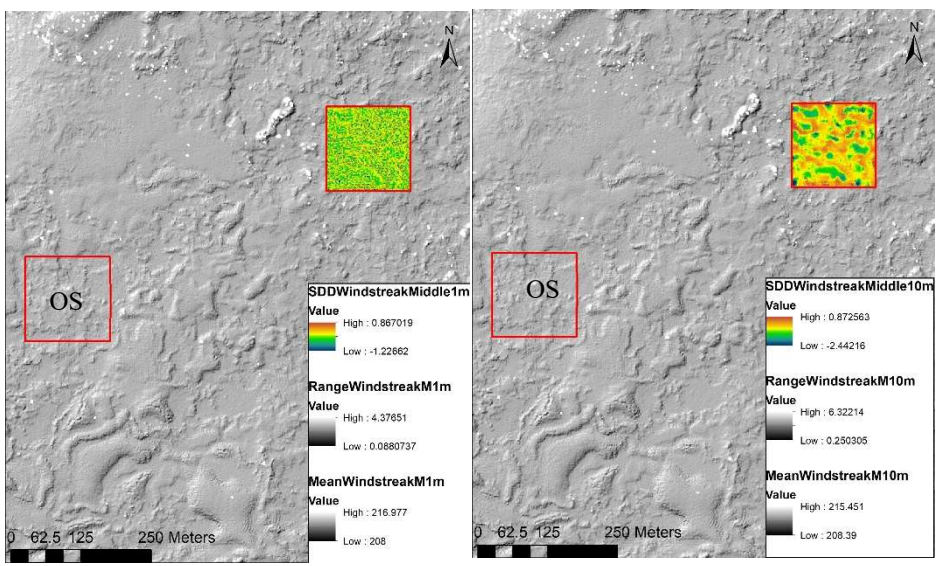 N
OS
SDDWindstreakMiddle1m
Value
High : 0.867019
Low : -1.22662
RangeWindstreakM1m
Value
High : 4.37651
Low : 0.0880737
MeanWindstreakM1m
Value
High : 216.977
Low : 208
0 62.5 125 250 Meters
N
OS
SDDWindstreakMiddle10m
Value
High : 0.872563
Low : -2.44216
RangeWindstreakM10m
Value
High : 6.32214
Low : 0.250305
MeanWindstreakM10m
Value
High : 215.451
Low : 208.39
0 62.5 125 250 Meters